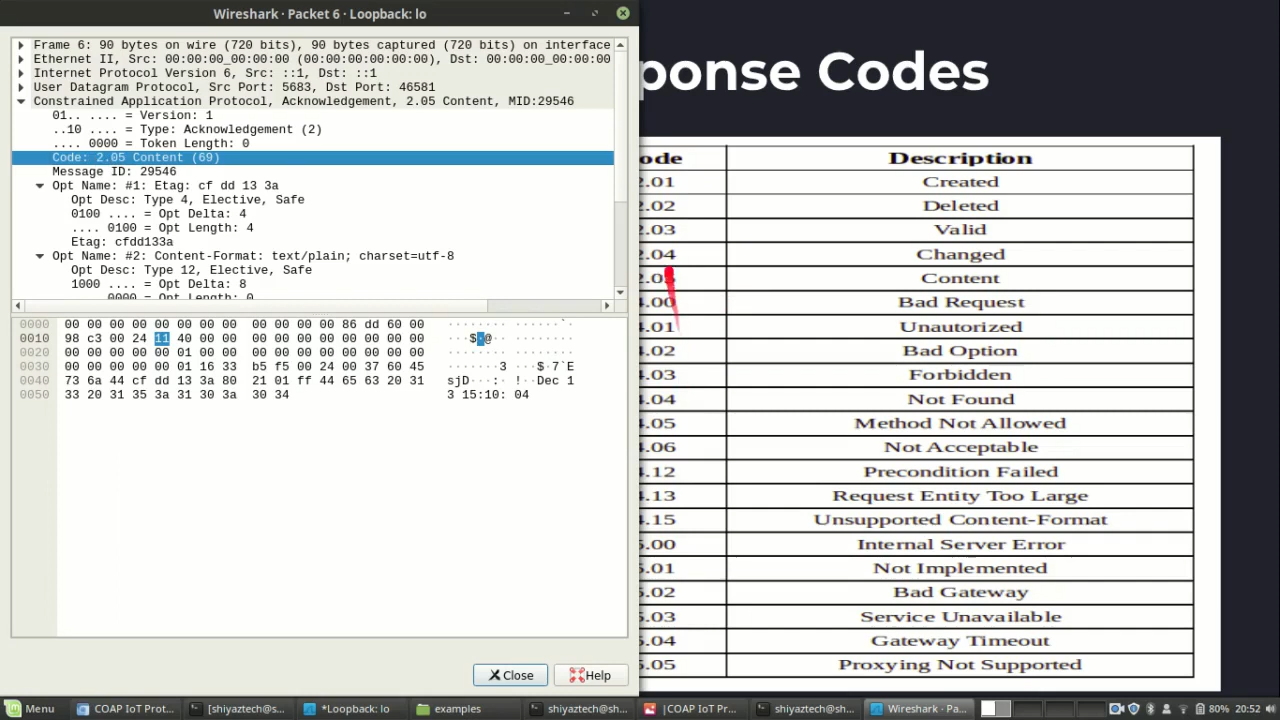 Wireshark · Packet 6 · Loopback: lo
Frame 6: 90 bytes on wire (720 bits), 90 bytes captured (720 bits) on interface
Ethernet II, Src: 00:00:00_00:00:00 (00:00:00:00:00:00), Dst: 00:00:00_00:00:00
Internet Protocol Version 6, Src: ::1, Dst: ::1
User Datagram Protocol, Src Port: 5683, Dst Port: 46581
Constrained Application Protocol, Acknowledgement, 2.05 Content, MID:29546
01.. .... = Version: 1
..10 .... = Type: Acknowledgement (2)
.... 0000 = Token Length: 0
Code: 2.05 Content (69)
Message ID: 29546
Opt Name: #1: Etag: cf dd 13 3a
Opt Desc: Type 4, Elective, Safe
0100 .... = Opt Delta: 4
.... 0100 = Opt Length: 4
Etag: cfdd133a
Opt Name: #2: Content-Format: text/plain; charset=utf-8
Opt Desc: Type 12, Elective, Safe
1000 .... = Opt Delta: 8
.... 0000 = Opt Length: 0
0000 00 00 00 00 00 00 00 00 00 00 00 00 86 dd 60 00 ········ ······`·
0010 98 c3 00 24 11 40 00 00 00 00 00 00 00 00 00 00 ···$·@·· ········
0020 00 00 00 00 00 01 00 00 00 00 00 00 00 00 00 00 ········ ········
0030 00 00 00 00 00 01 16 33 b5 f5 00 24 00 37 60 45 ·······3 ···$·7`E
0040 73 6a 44 cf dd 13 3a 80 21 01 ff 44 65 63 20 31 sjD···:· !··Dec 1
0050 33 20 31 35 3a 31 30 3a 30 34 3 15:10: 04
Close
Help
ponse Codes
ode Description
2.01 Created
2.02 Deleted
2.03 Valid
2.04 Changed
2.05 Content
4.00 Bad Request
4.01 Unautorized
4.02 Bad Option
4.03 Forbidden
4.04 Not Found
4.05 Method Not Allowed
4.06 Not Acceptable
4.12 Precondition Failed
4.13 Request Entity Too Large
4.15 Unsupported Content-Format
5.00 Internal Server Error
5.01 Not Implemented
5.02 Bad Gateway
5.03 Service Unavailable
5.04 Gateway Timeout
5.05 Proxying Not Supported
Menu
COAP IoT Prot...
[shiyaztech@s...
*Loopback: lo
examples
shiyaztech@sh...
[COAP IoT Pr...
shiyaztech@sh...
Wireshark · Pa...
80%
20:52